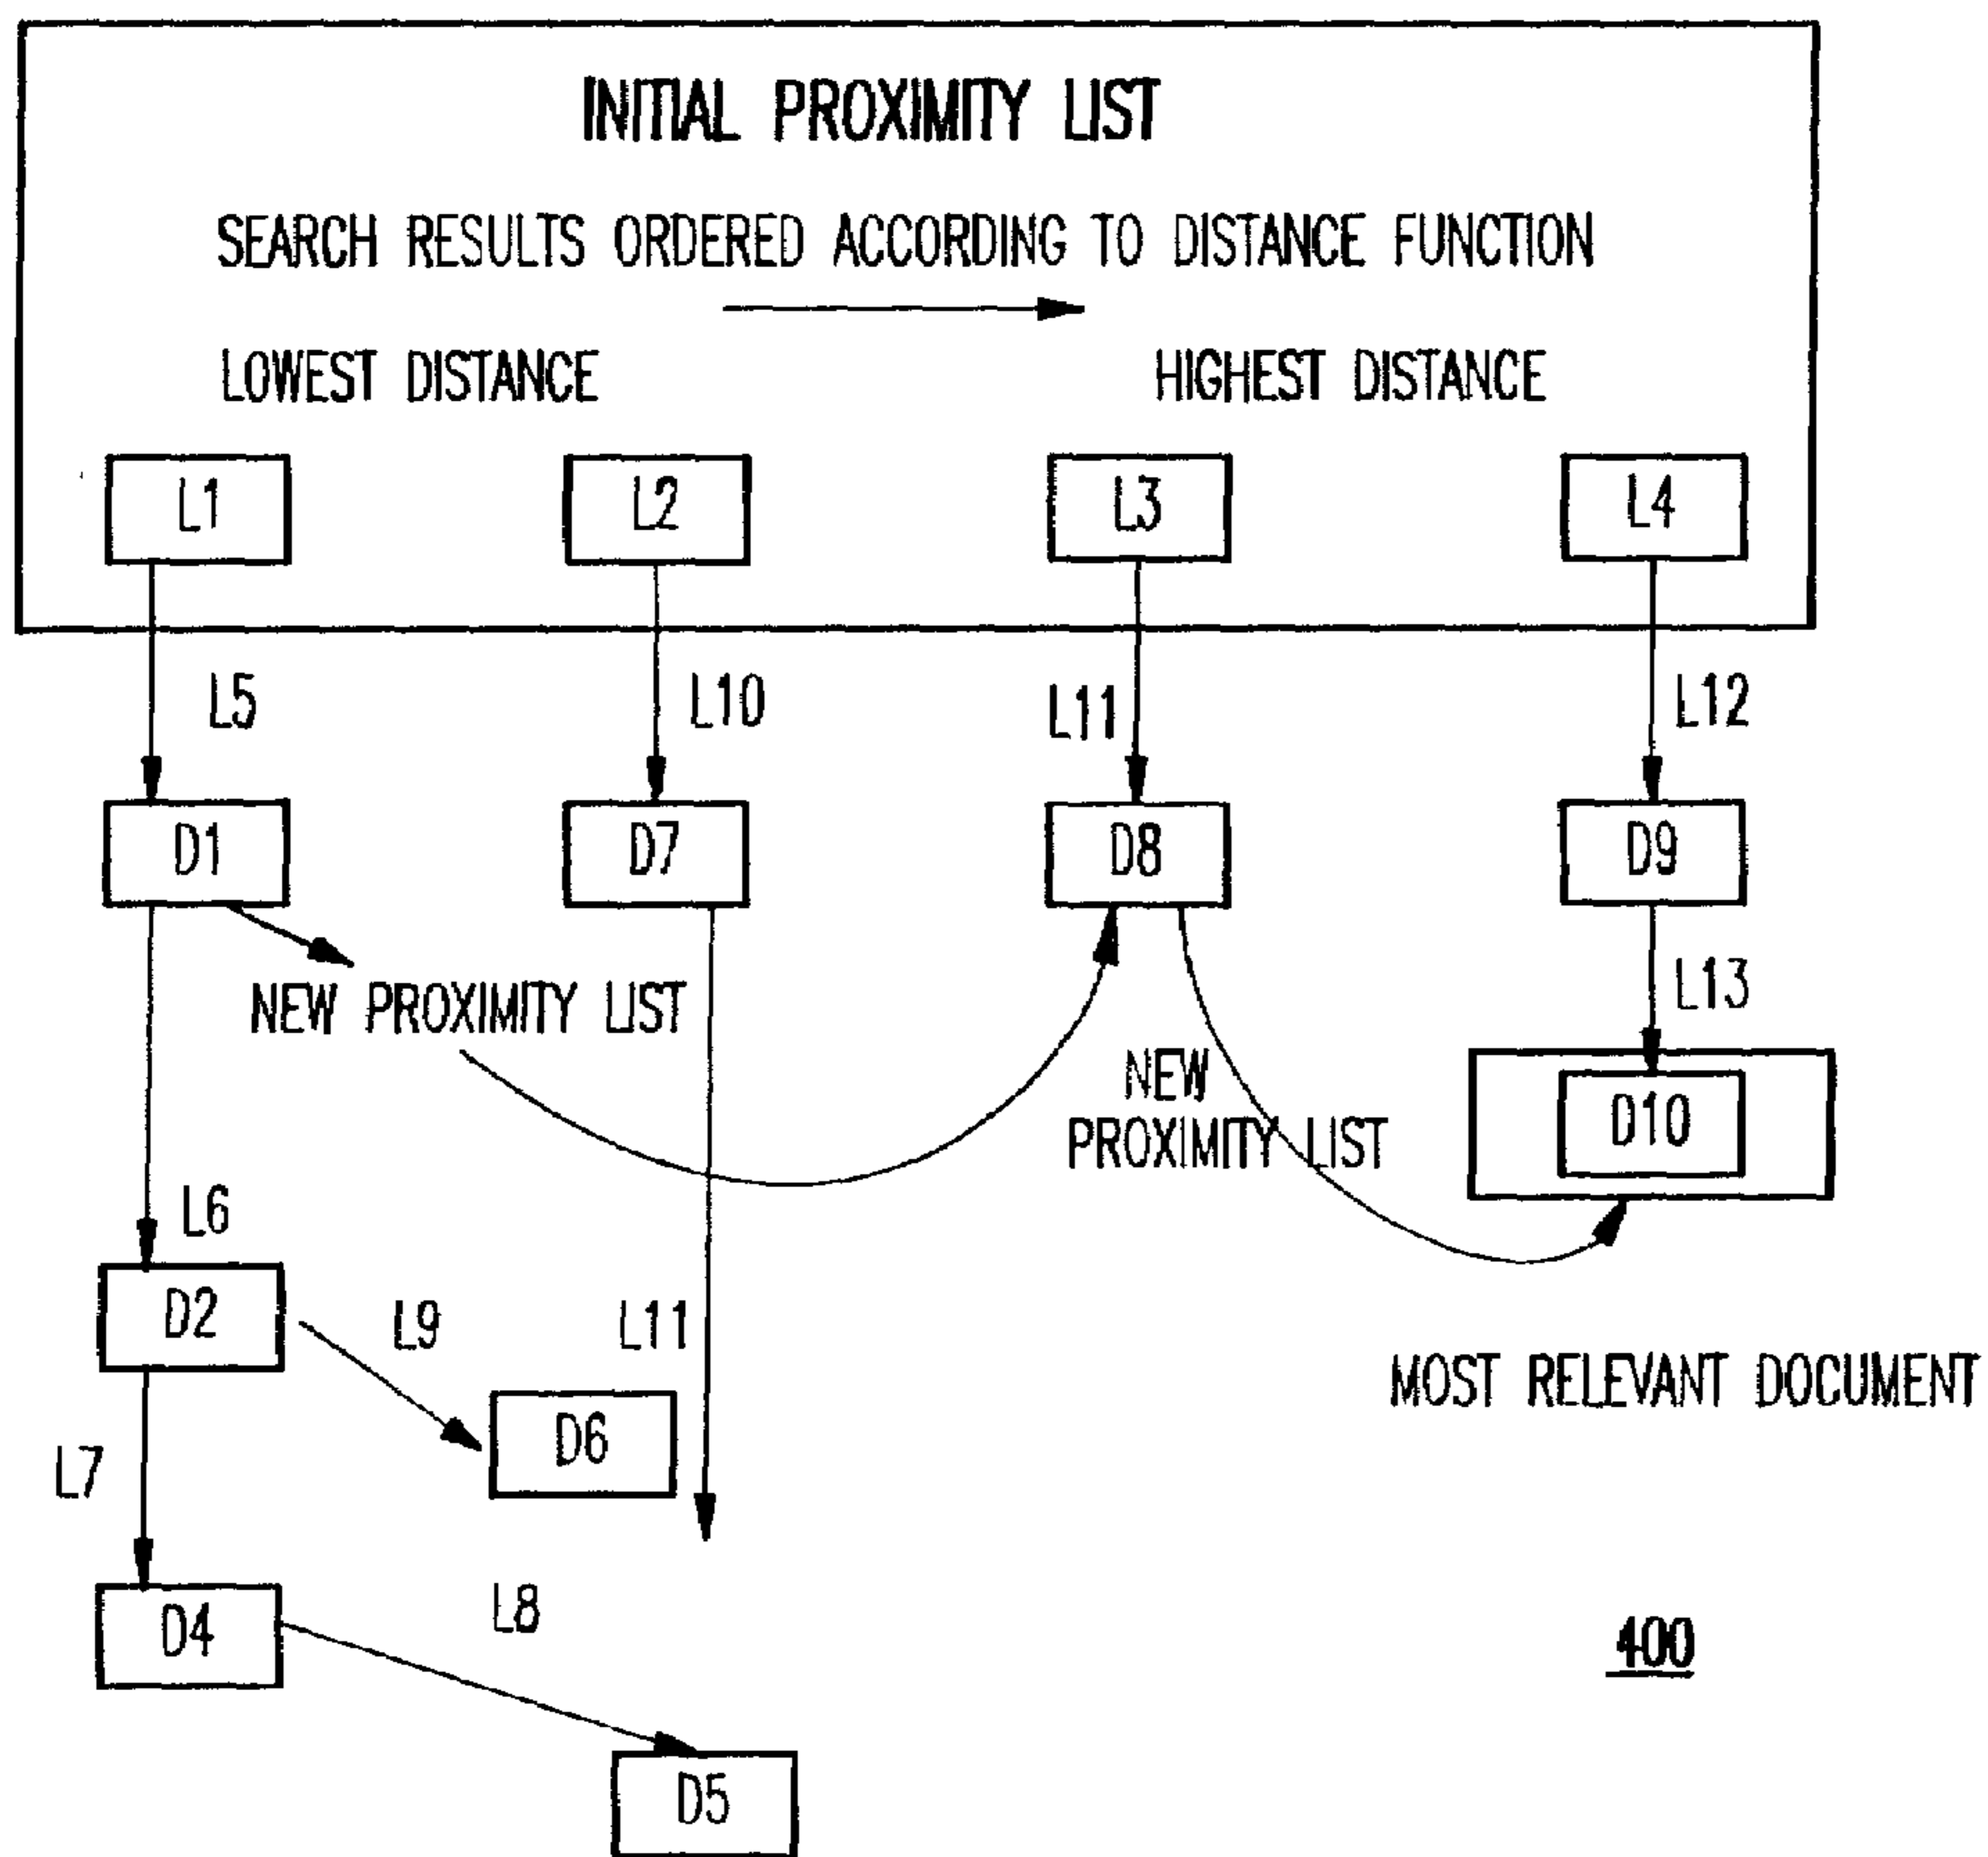 INITIAL PROXIMITY LIST
SEARCH RESULTS ORDERED ACCORDING TO DISTANCE FUNCTION
LOWEST DISTANCE HIGHEST DISTANCE
L1 L2 L3 L4
L5 L10 L11 L12
D1 D7 D8 D9
NEW PROXIMITY LIST
L13
NEW
PROXIMITY LIST
D10
L6
D2 L9 L11
MOST RELEVANT DOCUMENT
D6
L7
L8
D4
400
D5